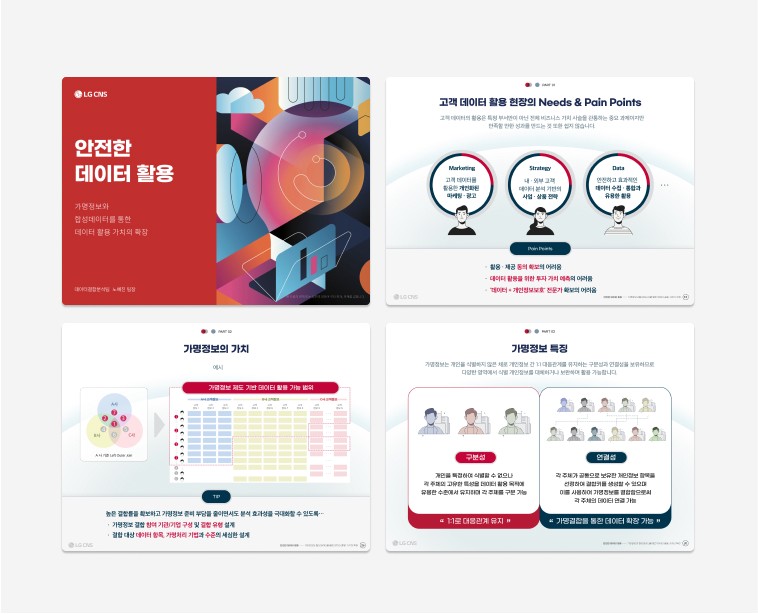 LG CNS
안전한
데이터 활용
가명정보와
합성데이터를 통한
데이터 활용 가치의 확장
데이터결합분석팀 노혜린 팀장
PART 01
고객 데이터 활용 현장의 Needs & Pain Points
고객 데이터의 활용은 특정 부서만이 아닌 전체 비즈니스 가치 사슬을 관통하는 중요 과제이지만
만족할 만한 성과를 만드는 것 또한 쉽지 않습니다.
Marketing
고객 데이터를
활용한 개인화된
마케팅 · 광고
Strategy
내 · 외부 고객
데이터 분석 기반의
사업 · 상품 전략
Data
안전하고 효과적인
데이터 수집 · 통합과
유용한 활용
...
Pain Points
· 활용 · 제공 동의 확보의 어려움
· 데이터 활용을 위한 투자 가치 예측의 어려움
· '데이터 + 개인정보보호' 전문가 확보의 어려움
LG CNS
PART 02
가명정보의 가치
예시
가명정보 제도 기반 데이터 활용 가능 범위
A사
B사
C사
TIP
높은 결합률을 확보하고 가명정보 준비 부담을 줄이면서도 분석 효과성을 극대화할 수 있도록…
· 가명정보 결합 참여 기관/기업 구성 및 결합 유형 설계
· 결합 대상 데이터 항목, 가명처리 기법과 수준의 세심한 설계
LG CNS
PART 02
가명정보 특징
가명정보는 개인을 식별하지 않은 채로 개인정보 간 1:1 대응관계를 유지하는 구분성과 연결성을 보유하므로
다양한 영역에서 식별 개인정보를 대체하거나 보완하며 활용 가능합니다.
구분성
개인을 특정하여 식별할 수 없으나
각 주체의 고유한 특성을 데이터 활용 목적에
유용한 수준에서 유지하며 각 주체를 구분 가능
“ 1:1로 대응관계 유지 ”
연결성
각 주체가 공통으로 보유한 개인정보 항목을
선정하여 결합키를 생성할 수 있으며
이를 사용하여 가명정보를 결합함으로써
각 주체의 데이터 연결 가능
“ 가명결합을 통한 데이터 확장 가능 ”
LG CNS